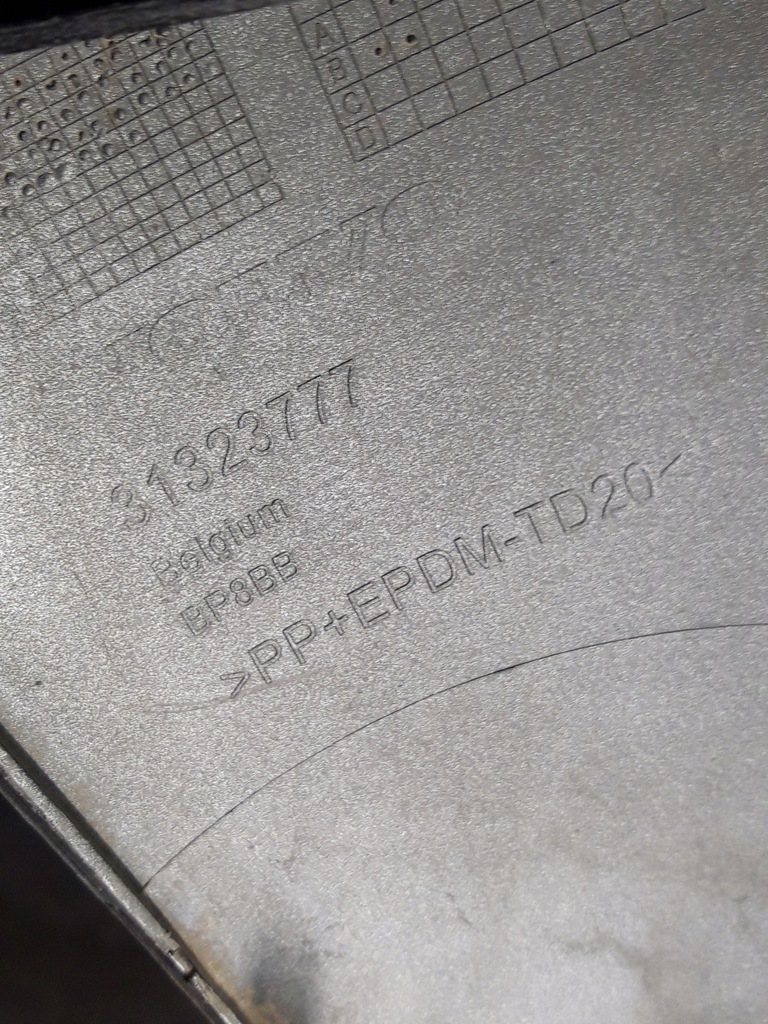 A
B
C
D
31323777
Belgium
BP8BB
>PP+EPDM-TD20<